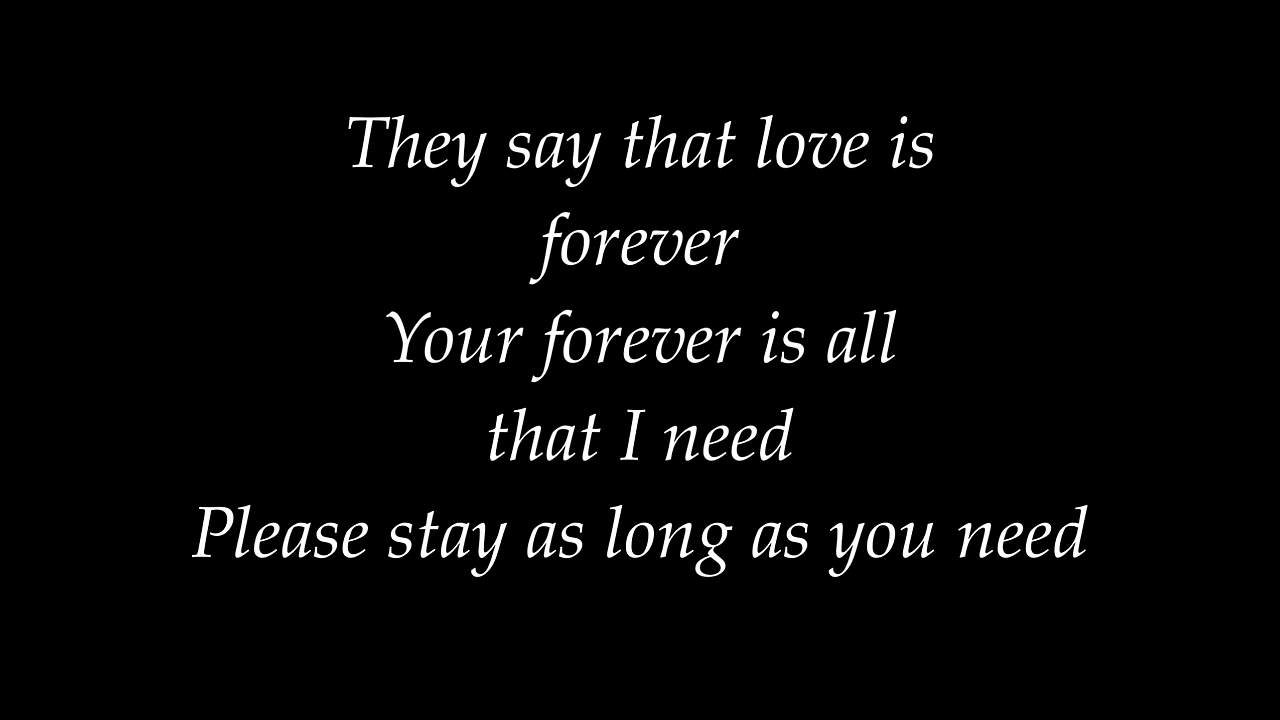 They say that love is
forever
Your forever is all
that I need
Please stay as long as you need